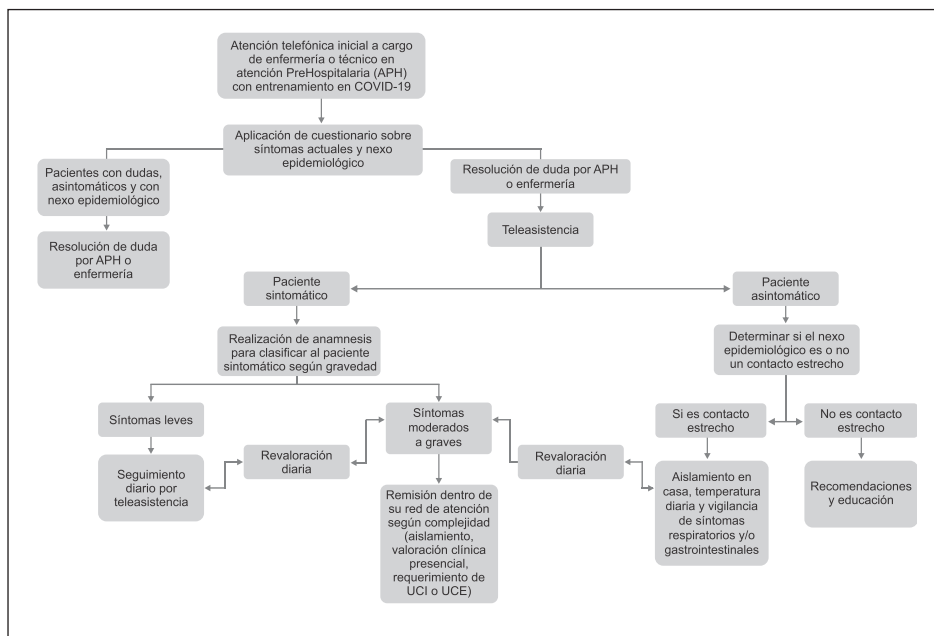 Atención telefónica inicial a cargo
de enfermería o técnico en
atención PreHospitalaria (APH)
con entrenamiento en COVID-19
Aplicación de cuestionario sobre
síntomas actuales y nexo
epidemiológico
Pacientes con dudas,
asintomáticos y con
nexo epidemiológico
Resolución de duda
por APH o
enfermería
Resolución de duda por APH
o enfermería
Teleasistencia
Paciente
sintomático
Paciente
asintomático
Realización de anamnesis
para clasificar al paciente
sintomático según gravedad
Determinar si el nexo
epidemiológico es o no
un contacto estrecho
Síntomas leves
Síntomas
moderados
a graves
Si es contacto
estrecho
No es contacto
estrecho
Seguimiento
diario por
teleasistencia
Revaloración
diaria
Revaloración
diaria
Remisión dentro de
su red de atención
según complejidad
(aislamiento,
valoración clínica
presencial,
requerimiento de
UCI o UCE)
Aislamiento en
casa, temperatura
diaria y vigilancia
de síntomas
respiratorios y/o
gastrointestinales
Recomendaciones
y educación